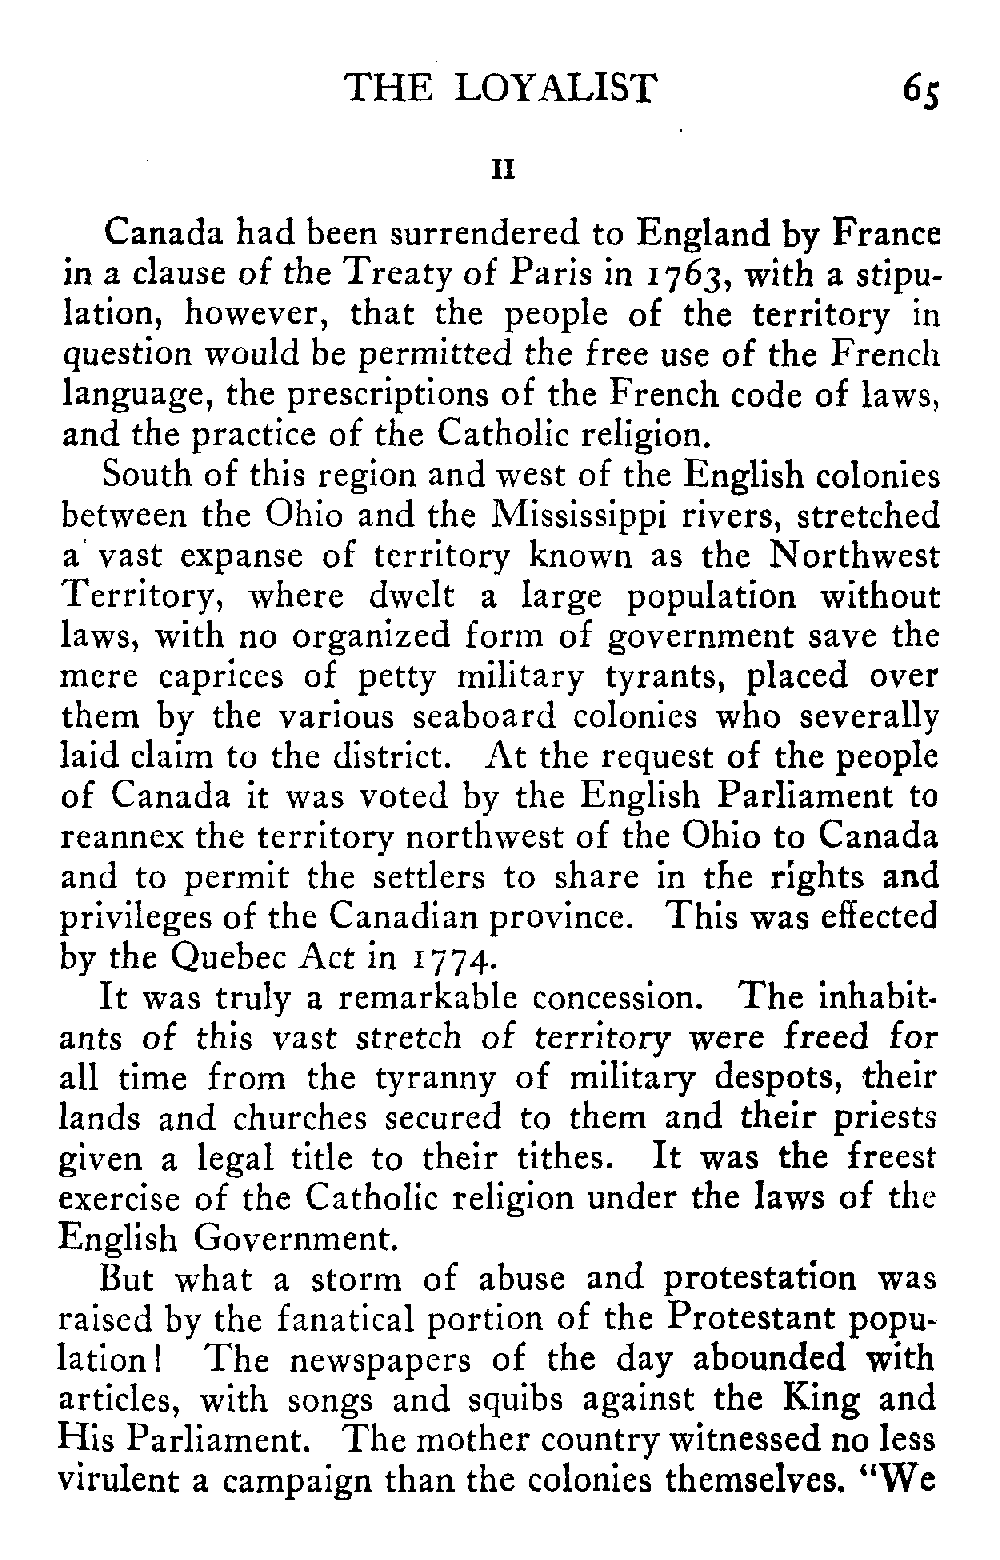 THE LOYALIST 65
II
Canada had been surrendered to England by France
in a clause of the Treaty of Paris in 1763, with a stipu-
lation, however, that the people of the territory in
question would be permitted the free use of the French
language, the prescriptions of the French code of laws,
and the practice of the Catholic religion.
South of this region and west of the English colonies
between the Ohio and the Mississippi rivers, stretched
a vast expanse of territory known as the Northwest
Territory, where dwelt a large population without
laws, with no organized form of government save the
mere caprices of petty military tyrants, placed over
them by the various seaboard colonies who severally
laid claim to the district. At the request of the people
of Canada it was voted by the English Parliament to
reannex the territory northwest of the Ohio to Canada
and to permit the settlers to share in the rights and
privileges of the Canadian province. This was effected
by the Quebec Act in 1774.
It was truly a remarkable concession. The inhabit-
ants of this vast stretch of territory were freed for
all time from the tyranny of military despots, their
lands and churches secured to them and their priests
given a legal title to their tithes. It was the freest
exercise of the Catholic religion under the laws of the
English Government.
But what a storm of abuse and protestation was
raised by the fanatical portion of the Protestant popu-
lation! The newspapers of the day abounded with
articles, with songs and squibs against the King and
His Parliament. The mother country witnessed no less
virulent a campaign than the colonies themselves. “We